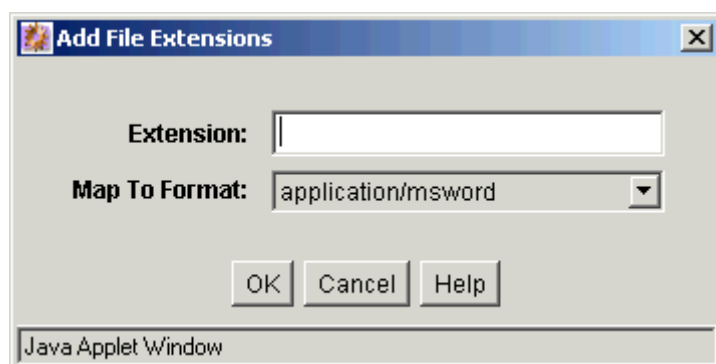 Add File Extensions
Extension:
Map To Format: application/msword
OK Cancel Help
Java Applet Window